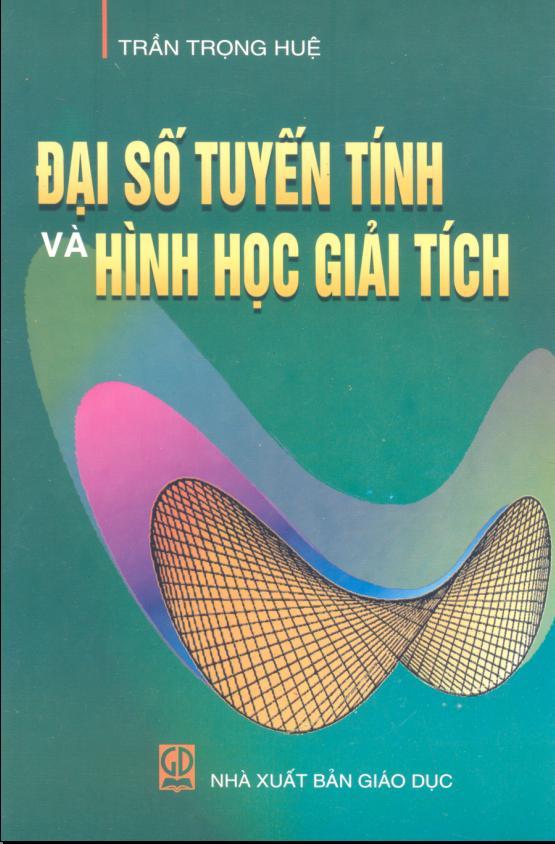 TRẦN TRỌNG HUỆ
ĐẠI SỐ TUYẾN TÍNH
VÀ HÌNH HỌC GIẢI TÍCH
GD
NHÀ XUẤT BẢN GIÁO DỤC